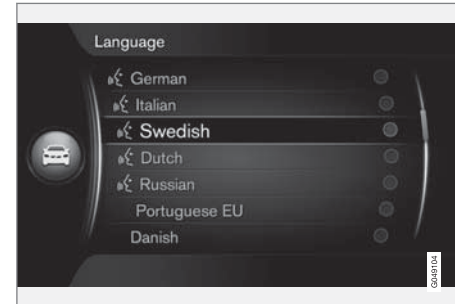 Language
German
Italian
Swedish
Dutch
Russian
Portuguese EU
Danish
G049104